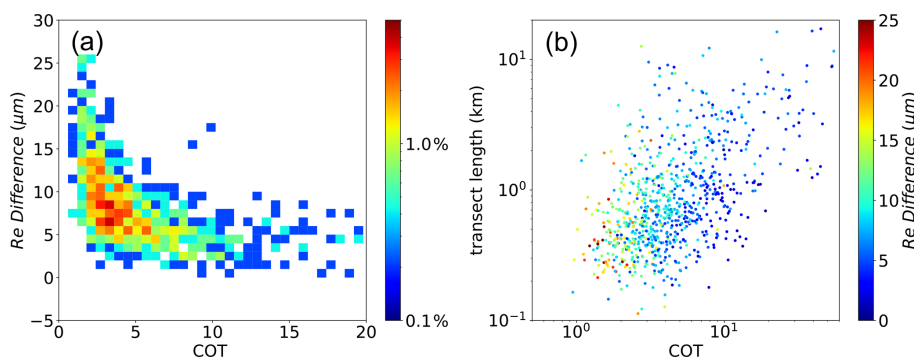 (a)
30
25
20
15
10
5
0
−5
Re Difference (μm)
0 5 10 15 20
COT
1.0%
0.1%
(b)
10¹
10⁰
10⁻¹
transect length (km)
10⁰ 10¹
COT
25
20
15
10
5
0
Re Difference (μm)